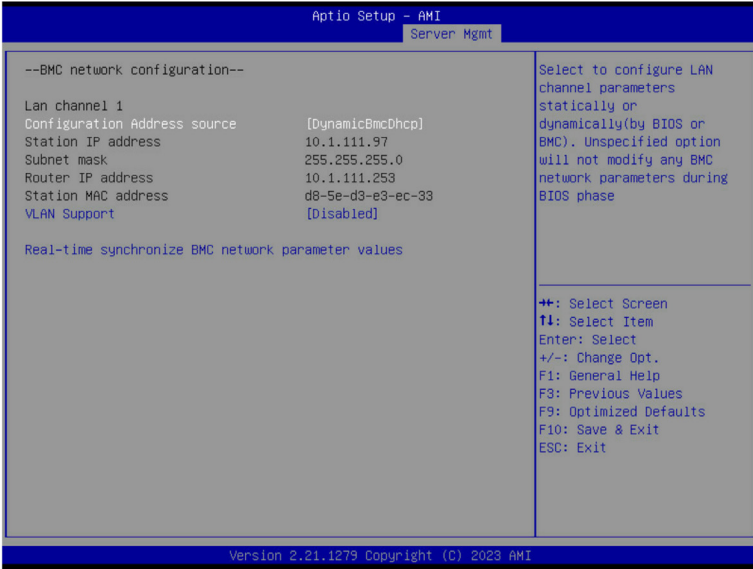 Aptio Setup – AMI
Server Mgmt
--BMC network configuration--
Lan channel 1
Configuration Address source [DynamicBmcDhcp]
Station IP address 10.1.111.97
Subnet mask 255.255.255.0
Router IP address 10.1.111.253
Station MAC address d8-5e-d3-e3-ec-33
VLAN Support [Disabled]
Real-time synchronize BMC network parameter values
Select to configure LAN
channel parameters
statically or
dynamically(by BIOS or
BMC). Unspecified option
will not modify any BMC
network parameters during
BIOS phase
→←: Select Screen
↑↓: Select Item
Enter: Select
+/-: Change Opt.
F1: General Help
F3: Previous Values
F9: Optimized Defaults
F10: Save & Exit
ESC: Exit
Version 2.21.1279 Copyright (C) 2023 AMI